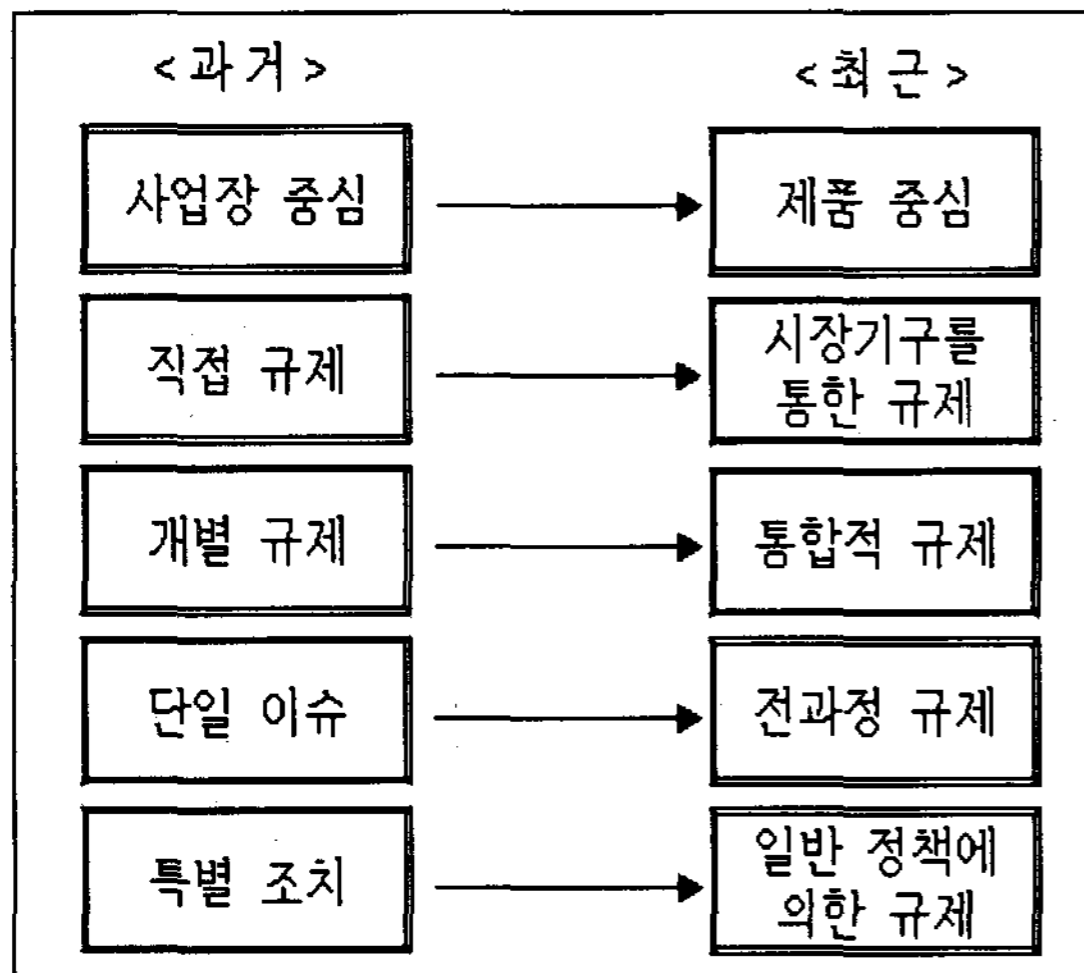 <과거> <최근>
사업장 중심 제품 중심
직접 규제 시장기구를
통한 규제
개별 규제 통합적 규제
단일 이슈 전과정 규제
특별 조치 일반 정책에
의한 규제